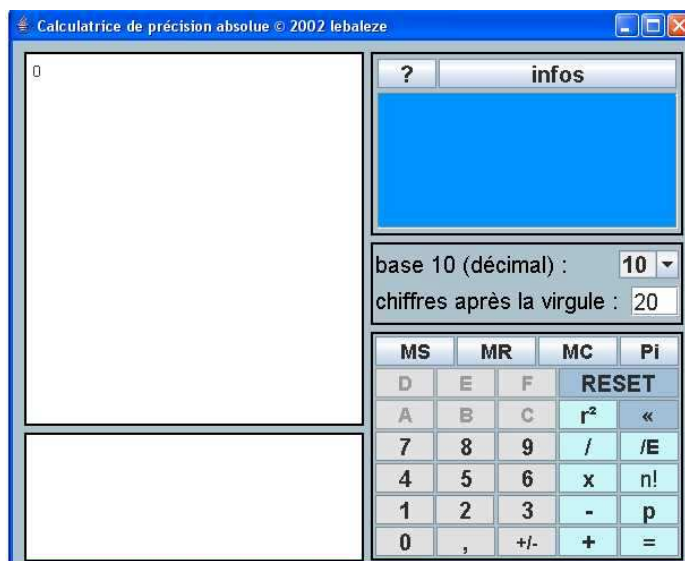 Calculatrice de précision absolue © 2002 lebaleze
0
? infos
base 10 (décimal) : 10
chiffres après la virgule : 20
MS MR MC Pi
D E F RESET
A B C r² «
7 8 9 / /E
4 5 6 x n!
1 2 3 - p
0 , +/- + =